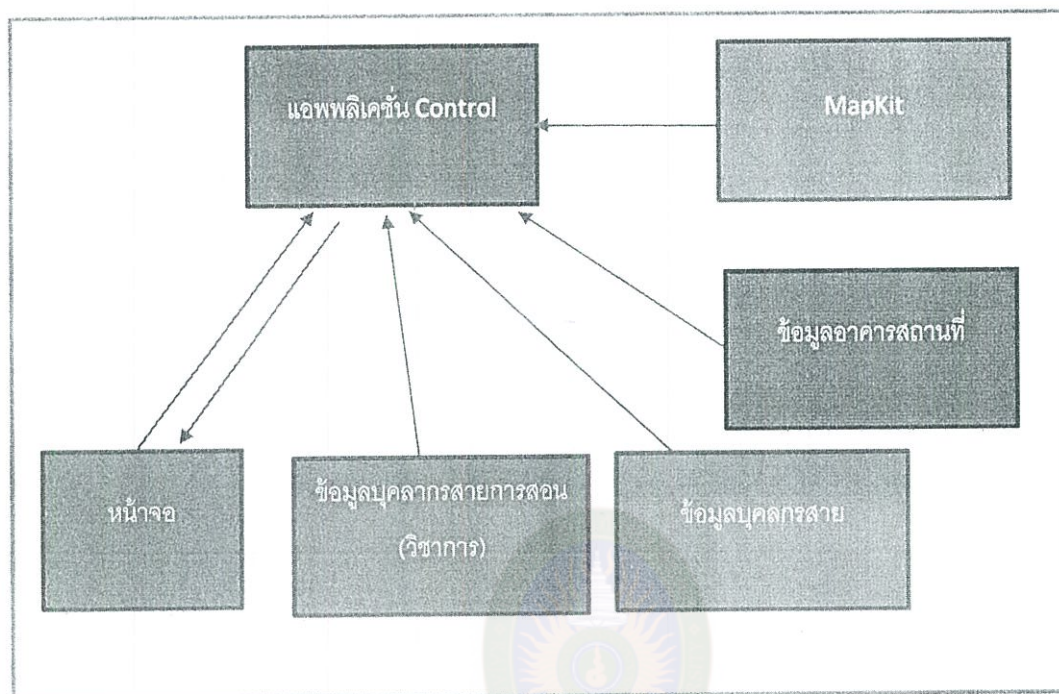 แอพพลิเคชั่น Control
MapKit
ข้อมูลอาคารสถานที่
หน้าจอ
ข้อมูลบุคลากรสายการสอน
(วิชาการ)
ข้อมูลบุคลกรสาย